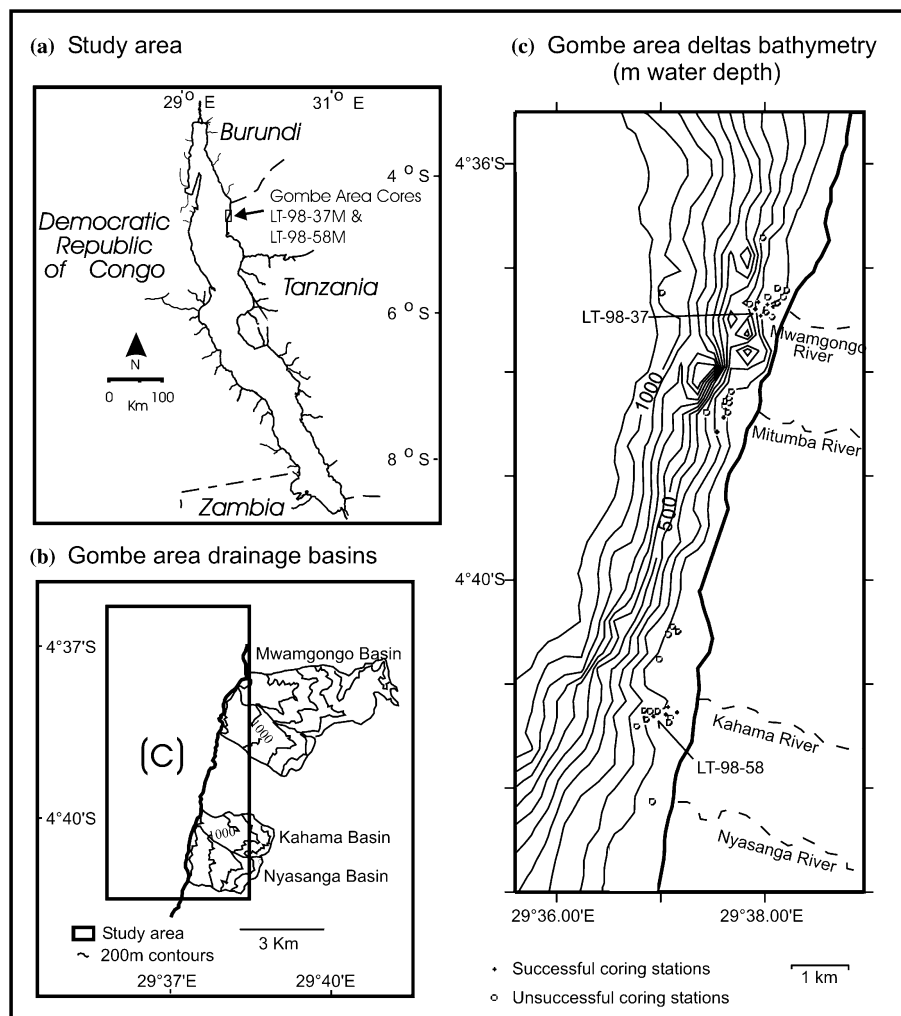 (a) Study area
29° E
31° E
Burundi
4° S
Gombe Area Cores
LT-98-37M &
LT-98-58M
Democratic
Republic
of Congo
Tanzania
6° S
N
0 100
Km
8° S
Zambia
(b) Gombe area drainage basins
4°37'S
Mwamgongo Basin
1000
(C)
4°40'S
1000
Kahama Basin
Nyasanga Basin
Study area
200m contours
3 Km
29°37'E
29°40'E
(c) Gombe area deltas bathymetry
(m water depth)
4°36'S
LT-98-37
Mwamgongo
River
1000
Mitumba River
500
4°40'S
Kahama River
LT-98-58
Nyasanga River
29°36.00'E
29°38.00'E
Successful coring stations
Unsuccessful coring stations
1 km